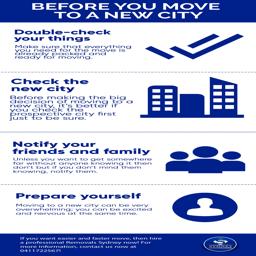 BEFORE YOU MOVE
TO A NEW CITY
Double-check
your things
Make sure that everything
you need for the move is
already packed and
ready for moving.
Check the
new city
Before making the big
decision of moving to a
new city, it's better if
you check the
prospective city first
just to be sure.
Notify your
friends and family
Unless you want to get somewhere
for without anyone knowing it then
don't but if you don't mind them
knowing, notify them.
Prepare yourself
Moving to a new city can be very
overwhelming; you can be excited
and nervous at the same time.
If you want easier and faster move, then hire
a professional Removals Sydney now! For
more information, contact us now at